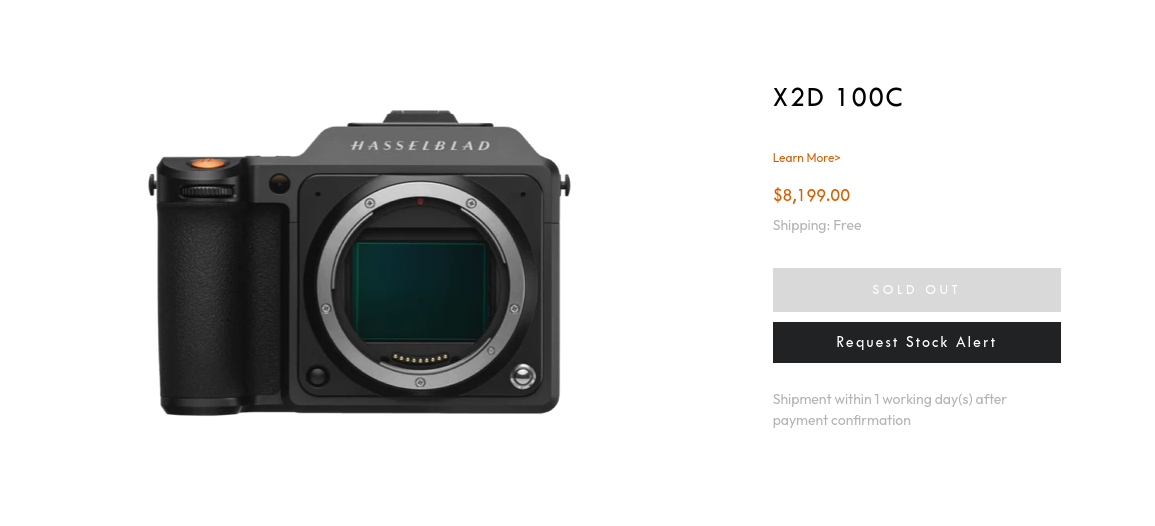 HASSELBLAD
X2D 100C
Learn More>
$8,199.00
Shipping: Free
SOLD OUT
Request Stock Alert
Shipment within 1 working day(s) after
payment confirmation